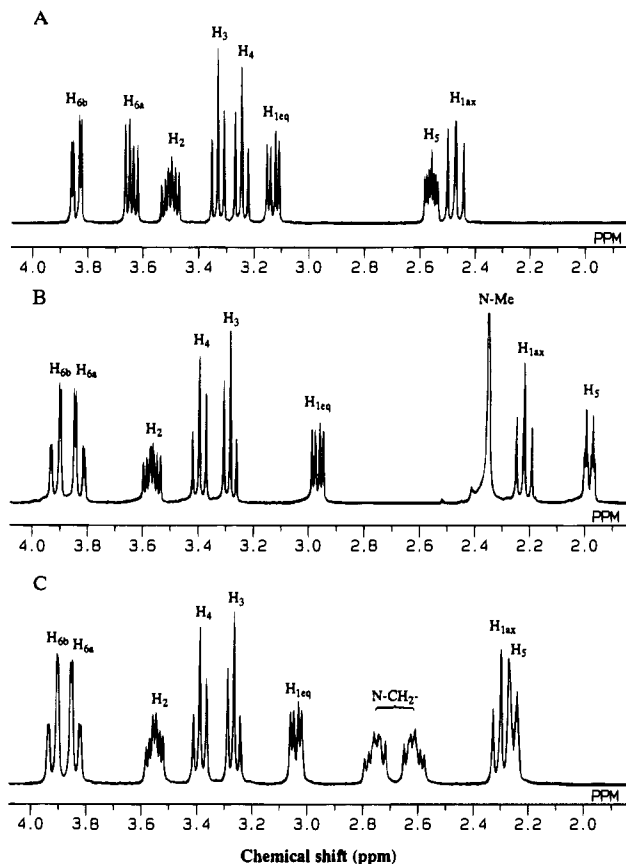 A
H3
H4
H6b
H6a
H2
H1eq
H5
H1ax
PPM
4.0 3.8 3.6 3.4 3.2 3.0 2.8 2.6 2.4 2.2 2.0
B
N-Me
H6b
H6a
H2
H4
H3
H1eq
H1ax
H5
PPM
4.0 3.8 3.6 3.4 3.2 3.0 2.8 2.6 2.4 2.2 2.0
C
H6b
H6a
H2
H4
H3
H1eq
N-CH2-
H1ax
H5
PPM
4.0 3.8 3.6 3.4 3.2 3.0 2.8 2.6 2.4 2.2 2.0
Chemical shift (ppm)